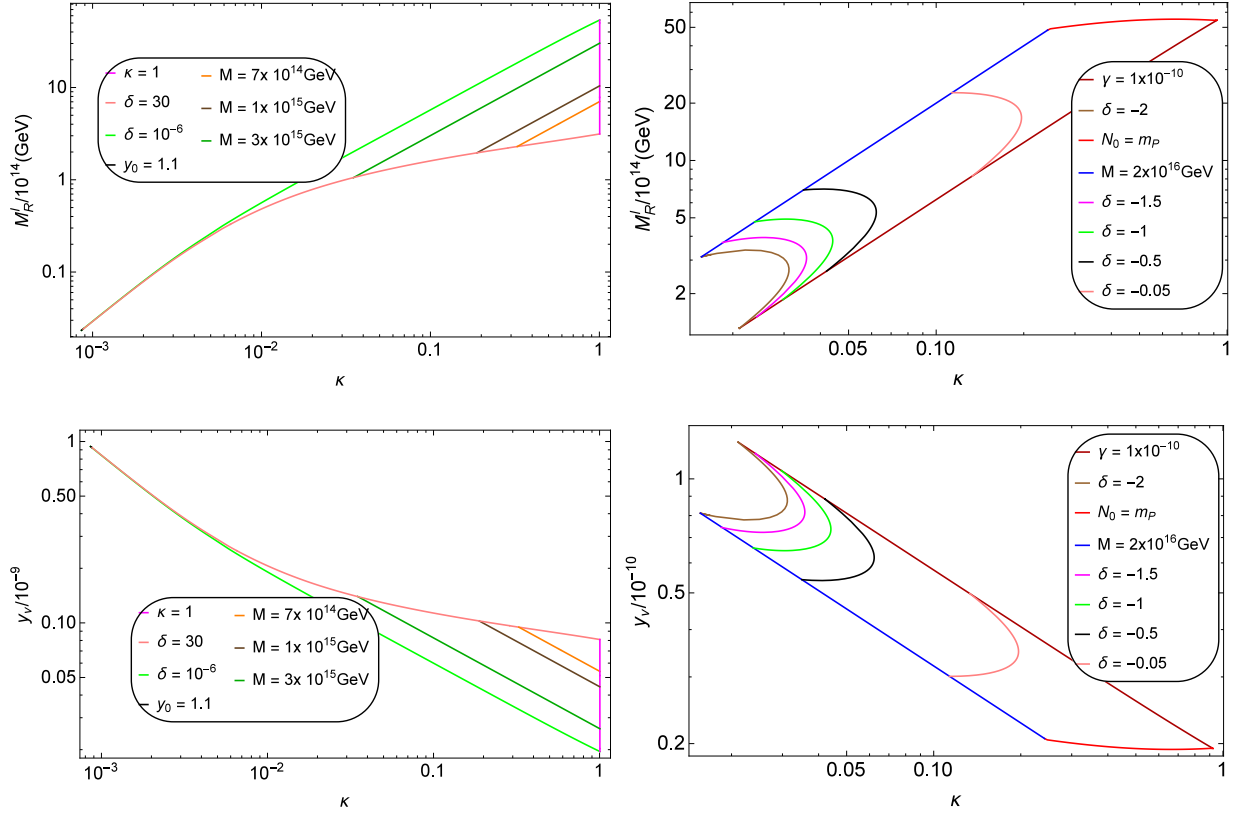 10
1
0.1
10⁻³
10⁻²
0.1
1
κ
M_R^I/10¹⁴(GeV)
κ = 1
δ = 30
δ = 10⁻⁶
y₀ = 1.1
M = 7x 10¹⁴GeV
M = 1x 10¹⁵GeV
M = 3x 10¹⁵GeV
50
20
10
5
2
0.05
0.10
1
κ
M_R^I/10¹⁴(GeV)
γ = 1x10⁻¹⁰
δ = −2
N₀ = m_P
M = 2x10¹⁶GeV
δ = −1.5
δ = −1
δ = −0.5
δ = −0.05
1
0.50
0.10
0.05
10⁻³
10⁻²
0.1
1
κ
y_ν/10⁻⁹
κ = 1
δ = 30
δ = 10⁻⁶
y₀ = 1.1
M = 7x 10¹⁴GeV
M = 1x 10¹⁵GeV
M = 3x 10¹⁵GeV
1
0.5
0.2
0.05
0.10
1
κ
y_ν/10⁻¹⁰
γ = 1x10⁻¹⁰
δ = −2
N₀ = m_P
M = 2x10¹⁶GeV
δ = −1.5
δ = −1
δ = −0.5
δ = −0.05